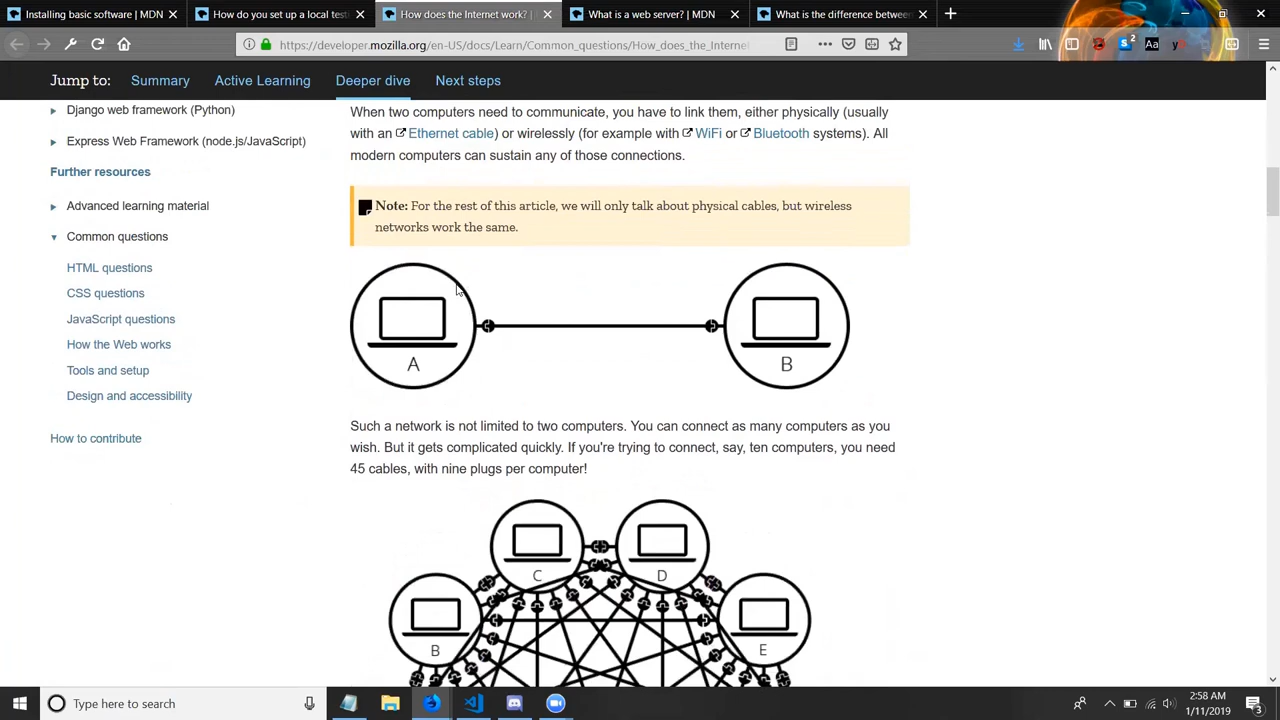 Installing basic software | MDN
How do you set up a local test
How does the Internet work? |
What is a web server? | MDN
What is the difference between
https://developer.mozilla.org/en-US/docs/Learn/Common_questions/How_does_the_Internet
2
Aa
Jump to:
Summary
Active Learning
Deeper dive
Next steps
Django web framework (Python)
Express Web Framework (node.js/JavaScript)
Further resources
Advanced learning material
Common questions
HTML questions
CSS questions
JavaScript questions
How the Web works
Tools and setup
Design and accessibility
How to contribute
When two computers need to communicate, you have to link them, either physically (usually
with an Ethernet cable) or wirelessly (for example with WiFi or Bluetooth systems). All
modern computers can sustain any of those connections.
Note: For the rest of this article, we will only talk about physical cables, but wireless
networks work the same.
A
B
Such a network is not limited to two computers. You can connect as many computers as you
wish. But it gets complicated quickly. If you're trying to connect, say, ten computers, you need
45 cables, with nine plugs per computer!
C
D
B
E
Type here to search
2:58 AM
1/11/2019
3